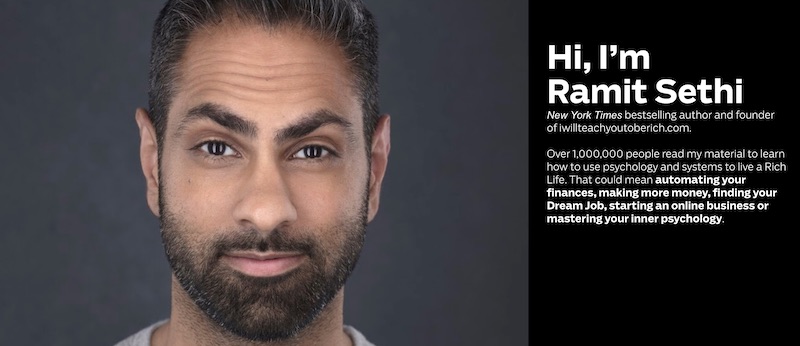 Hi, I’m
Ramit Sethi
New York Times bestselling author and founder
of iwillteachyoutoberich.com.
Over 1,000,000 people read my material to learn
how to use psychology and systems to live a Rich
Life. That could mean automating your
finances, making more money, finding your
Dream Job, starting an online business or
mastering your inner psychology.